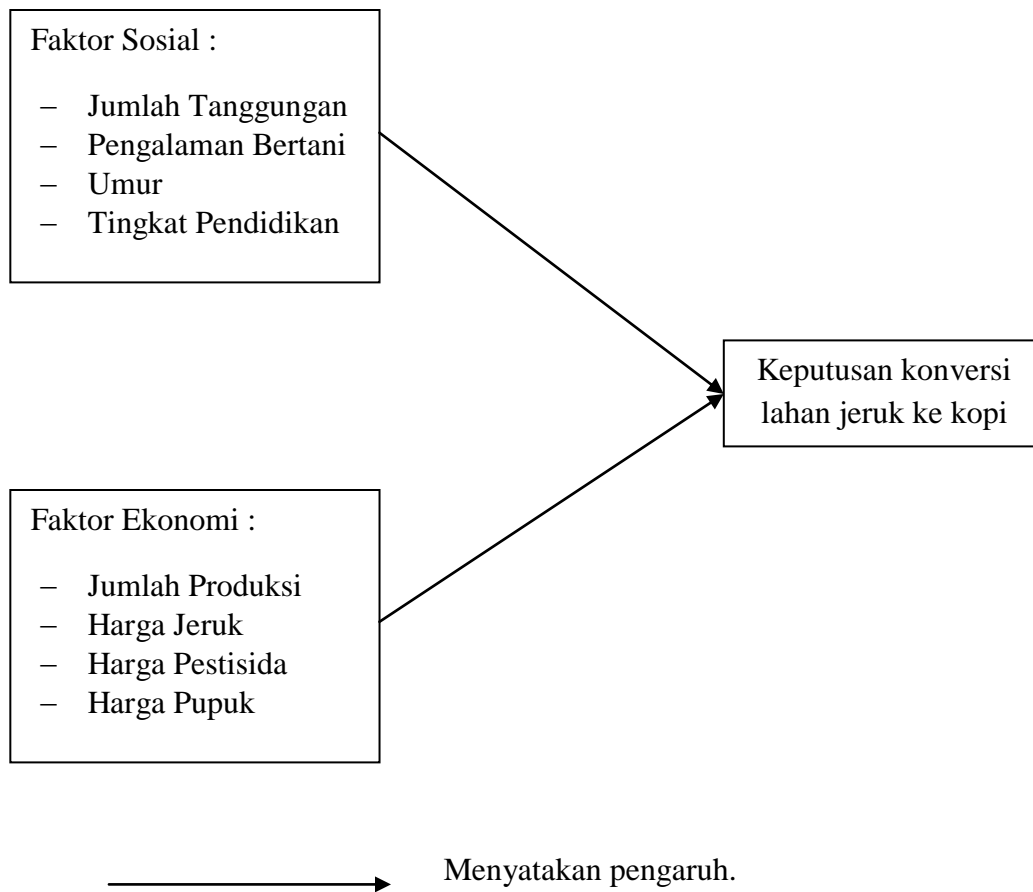 Faktor Sosial :
– Jumlah Tanggungan
– Pengalaman Bertani
– Umur
– Tingkat Pendidikan
Keputusan konversi
lahan jeruk ke kopi
Faktor Ekonomi :
– Jumlah Produksi
– Harga Jeruk
– Harga Pestisida
– Harga Pupuk
Menyatakan pengaruh.